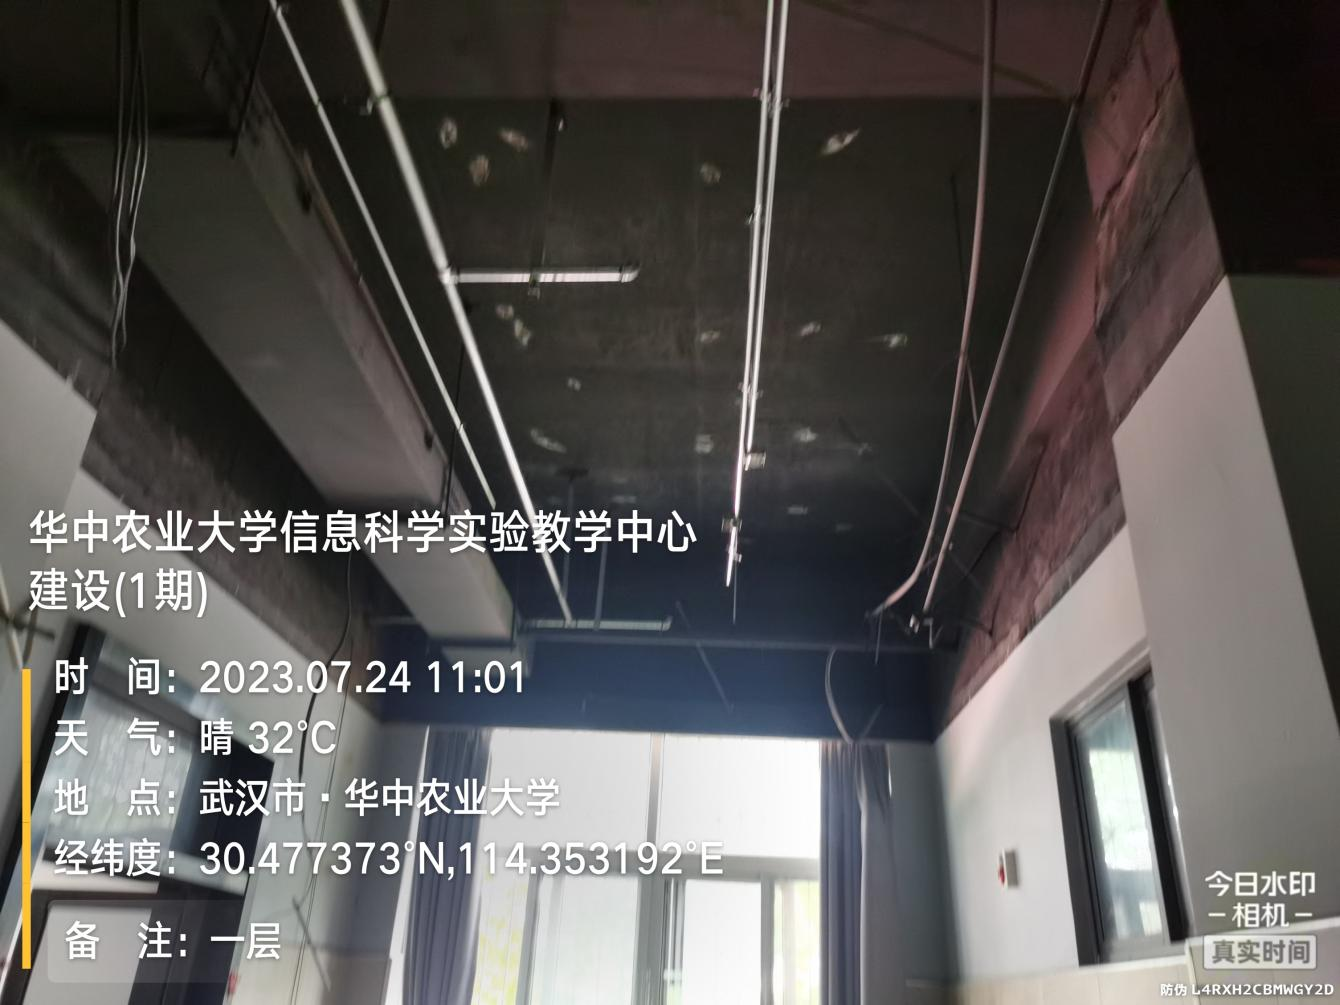 华中农业大学信息科学实验教学中心
建设(1期)
时 间：2023.07.24 11:01
天 气：晴 32°C
地 点：武汉市·华中农业大学
经纬度：30.477373°N,114.353192°E
备 注：一层
今日水印
-相机-
真实时间
防伪 L4RXH2CBMWGY2D